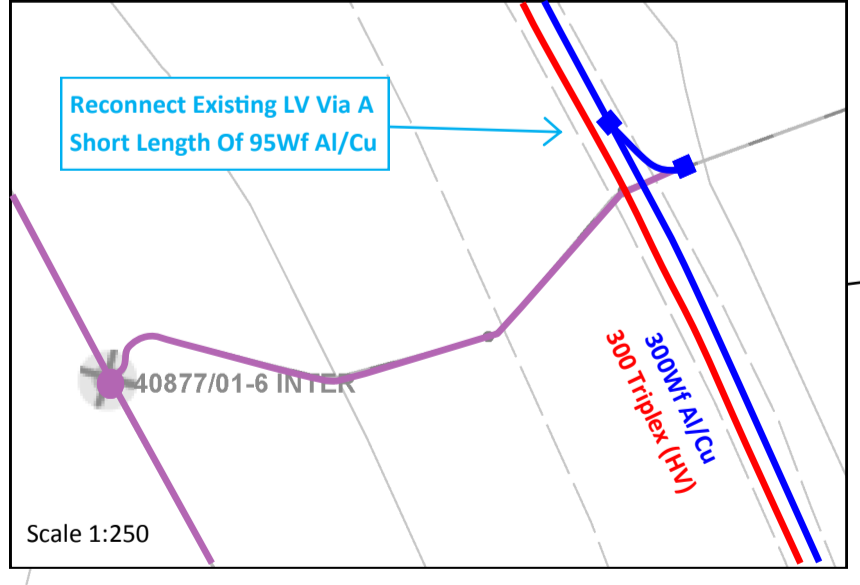 Reconnect Existing LV Via A
Short Length Of 95Wf Al/Cu
40877/01-6 INTER
300Wf Al/Cu
300 Triplex (HV)
Scale 1:250